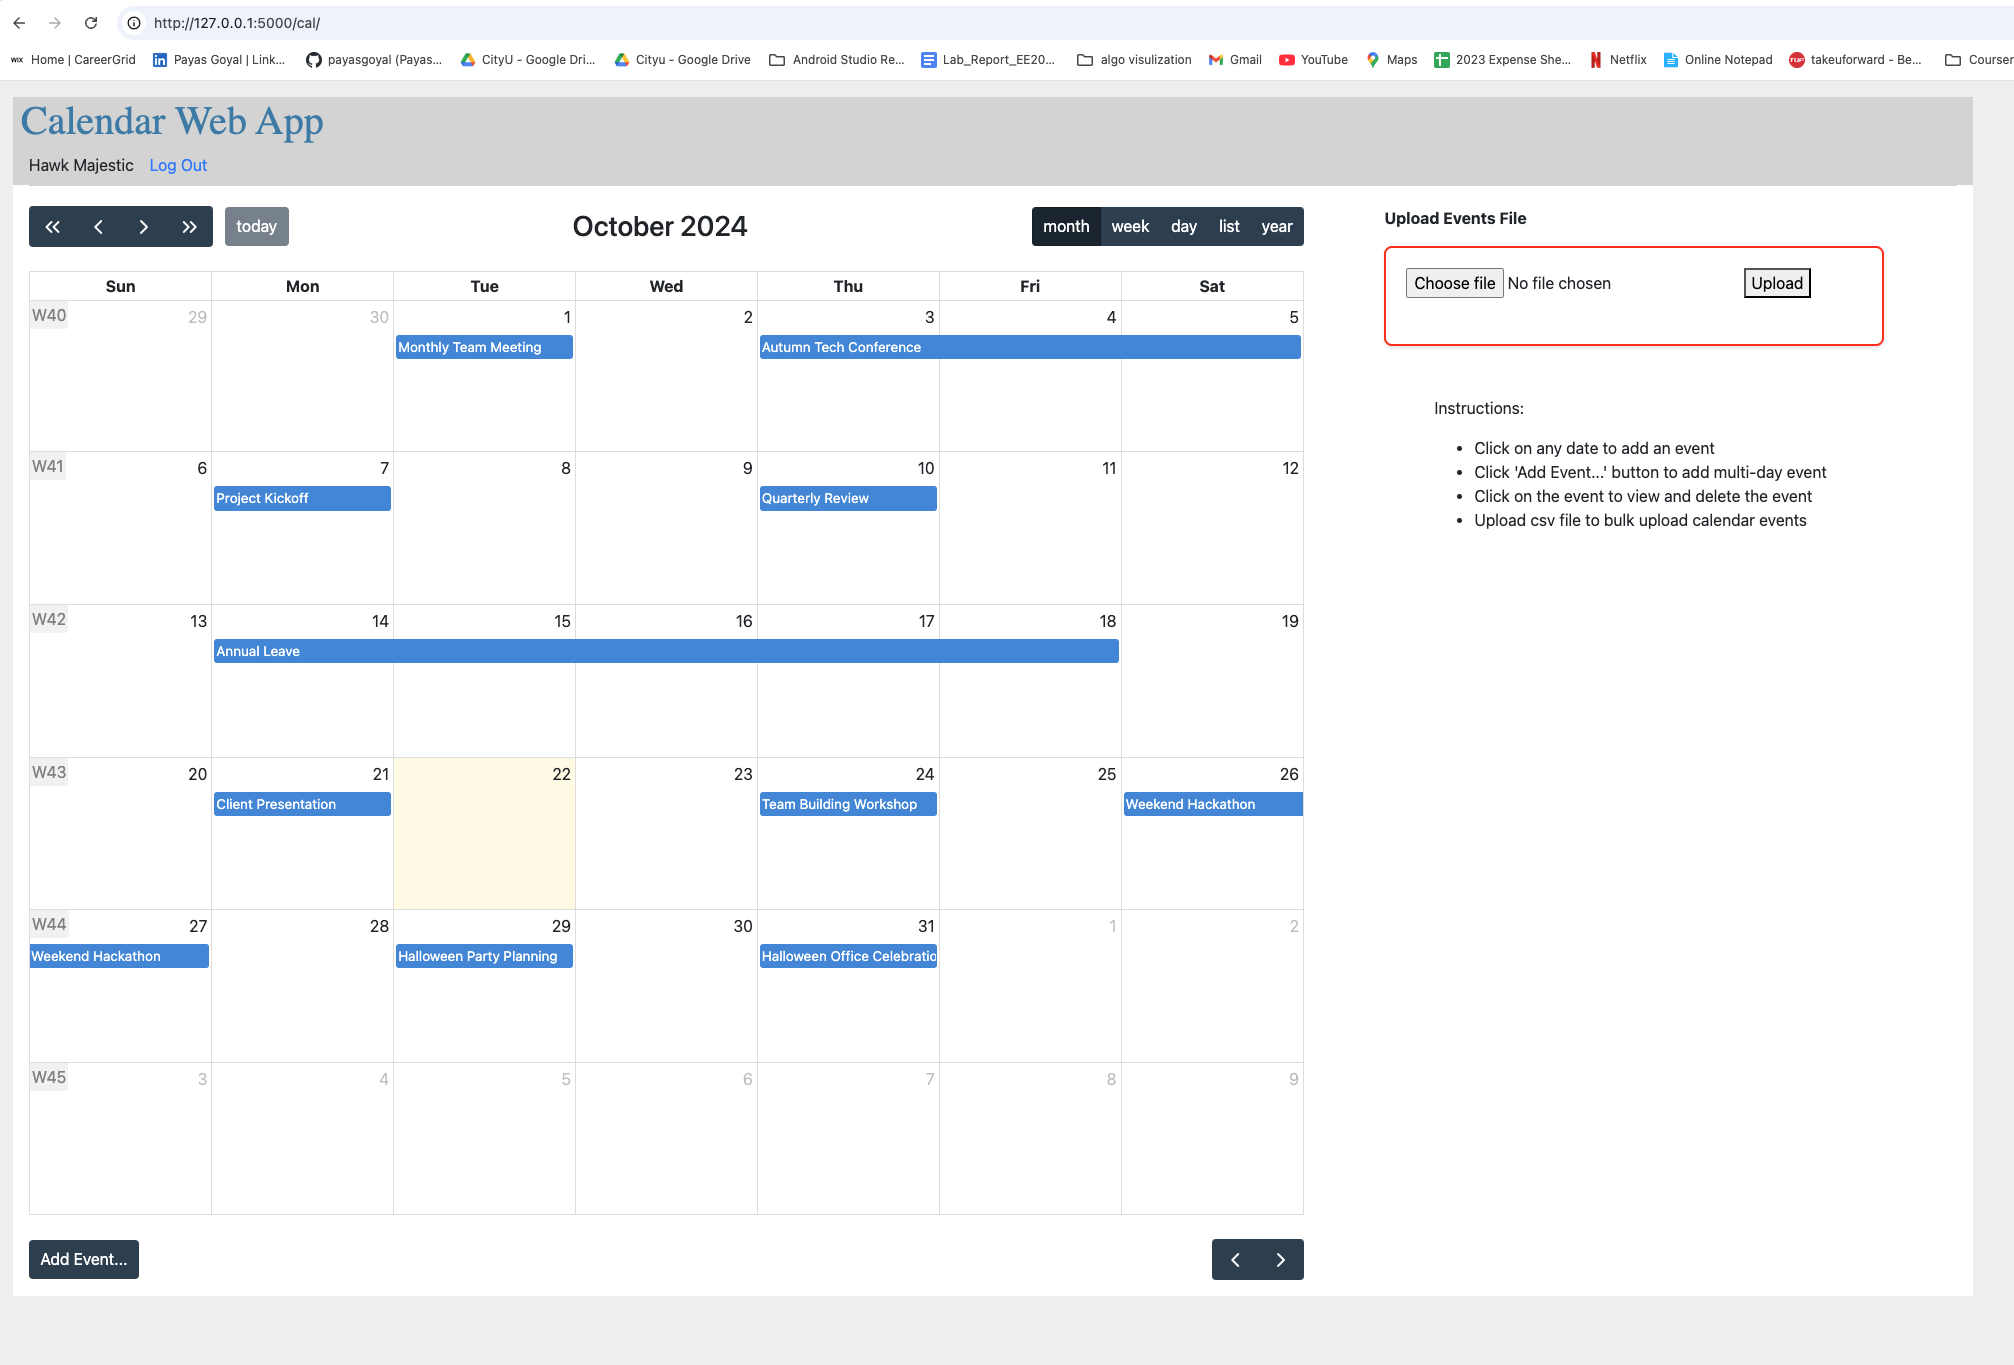 http://127.0.0.1:5000/cal/
WIX Home | CareerGrid in Payas Goyal | Link... payasgoyal (Payas... CityU - Google Dri... Cityu - Google Drive Android Studio Re... Lab_Report_EE20... algo visulization Gmail YouTube Maps 2023 Expense She... Netflix Online Notepad TUF takeuforward - Be... Courser
Calendar Web App
Hawk Majestic Log Out
today October 2024 month week day list year
Sun Mon Tue Wed Thu Fri Sat
W40 29 30 1 2 3 4 5
Monthly Team Meeting Autumn Tech Conference
W41 6 7 8 9 10 11 12
Project Kickoff Quarterly Review
W42 13 14 15 16 17 18 19
Annual Leave
W43 20 21 22 23 24 25 26
Client Presentation Team Building Workshop Weekend Hackathon
W44 27 28 29 30 31 1 2
Weekend Hackathon Halloween Party Planning Halloween Office Celebratio
W45 3 4 5 6 7 8 9
Add Event...
Upload Events File
Choose file No file chosen Upload
Instructions:
• Click on any date to add an event
• Click 'Add Event...' button to add multi-day event
• Click on the event to view and delete the event
• Upload csv file to bulk upload calendar events